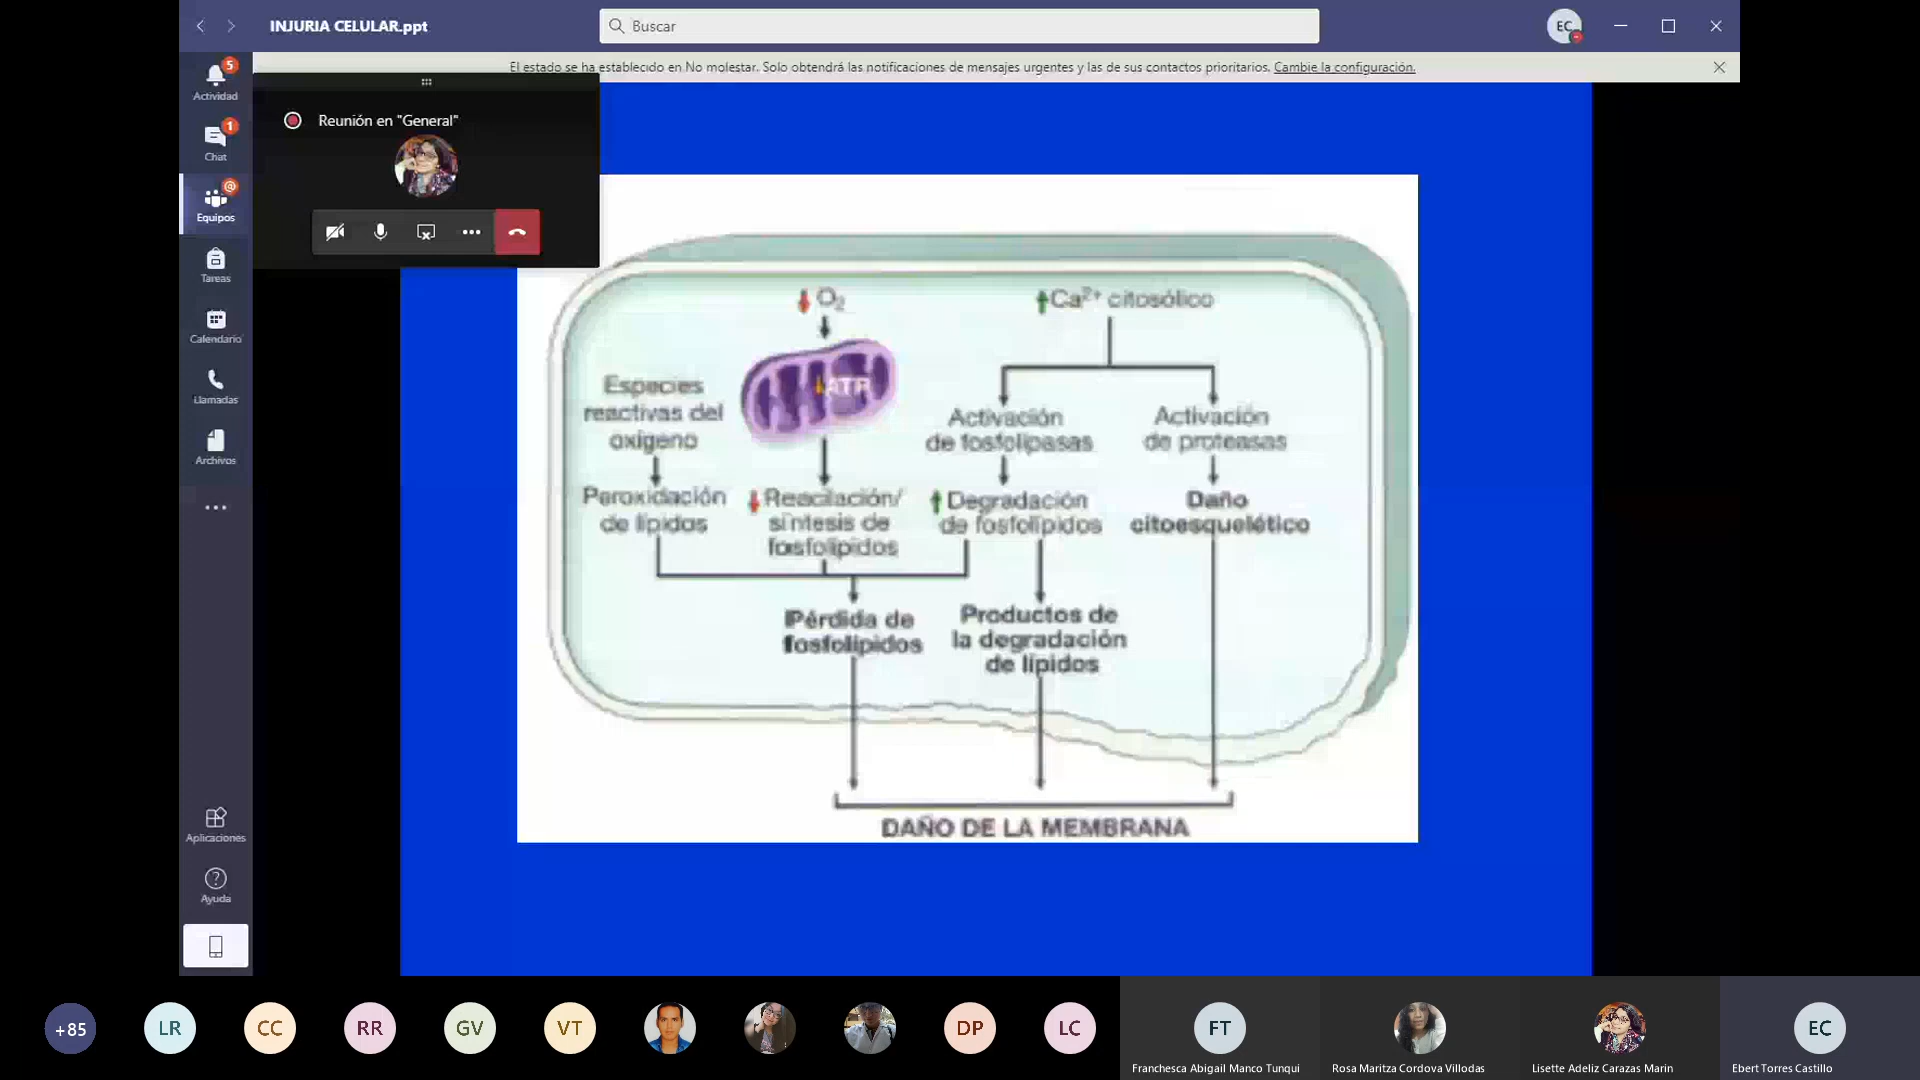 INJURIA CELULAR.ppt
Buscar
EC
El estado se ha establecido en No molestar. Solo obtendrá las notificaciones de mensajes urgentes y las de sus contactos prioritarios. Cambie la configuración.
5
Actividad
1
Chat
@
Equipos
Tareas
Calendario
Llamadas
Archivos
Aplicaciones
Ayuda
Reunión en "General"
O₂
Ca²⁺ citosólico
ATP
Especies
reactivas del
oxígeno
Activación
de fosfolipasas
Activación
de proteasas
Peroxidación
de lípidos
Reacilación/
síntesis de
fosfolípidos
Degradación
de fosfolípidos
Daño
citoesquelético
Pérdida de
fosfolípidos
Productos de
la degradación
de lípidos
DAÑO DE LA MEMBRANA
+85
LR
CC
RR
GV
VT
DP
LC
FT
Franchesca Abigail Manco Tunqui
Rosa Maritza Cordova Villodas
Lisette Adeliz Carazas Marin
EC
Ebert Torres Castillo